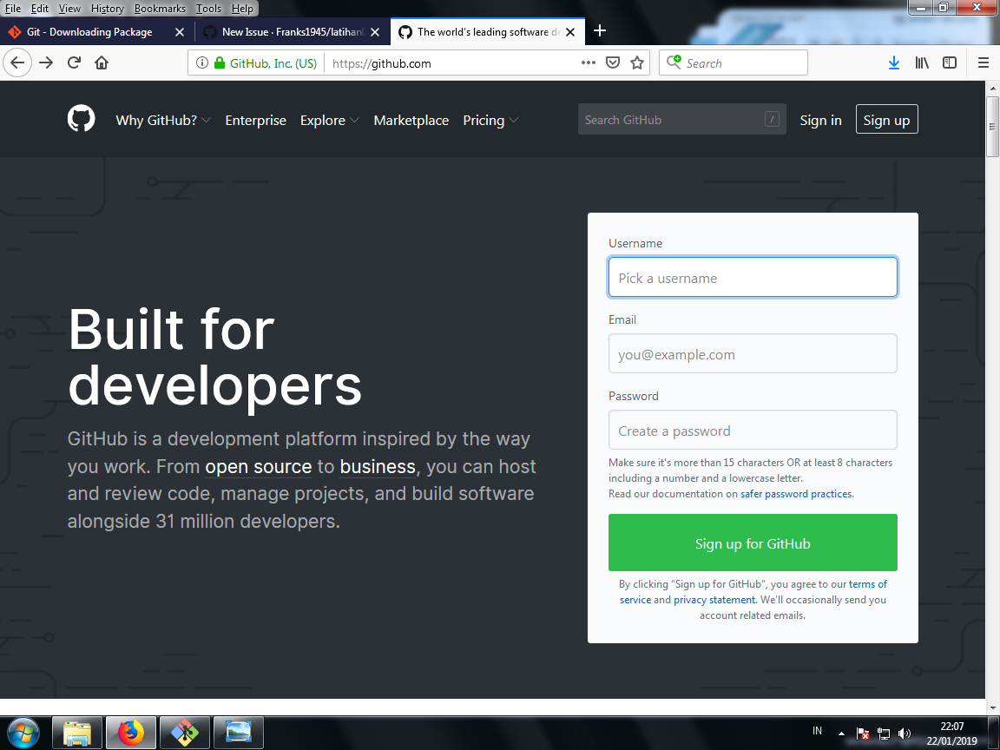 File Edit View History Bookmarks Tools Help
Git - Downloading Package
New Issue · Franks1945/latihan
The world's leading software de
GitHub, Inc. (US)
https://github.com
Search
Why GitHub?
Enterprise
Explore
Marketplace
Pricing
Search GitHub
/
Sign in
Sign up
Built for
developers
GitHub is a development platform inspired by the way
you work. From open source to business, you can host
and review code, manage projects, and build software
alongside 31 million developers.
Username
Pick a username
Email
you@example.com
Password
Create a password
Make sure it's more than 15 characters OR at least 8 characters
including a number and a lowercase letter.
Read our documentation on safer password practices.
Sign up for GitHub
By clicking “Sign up for GitHub”, you agree to our terms of
service and privacy statement. We’ll occasionally send you
account related emails.
IN
22:07
22/01/2019